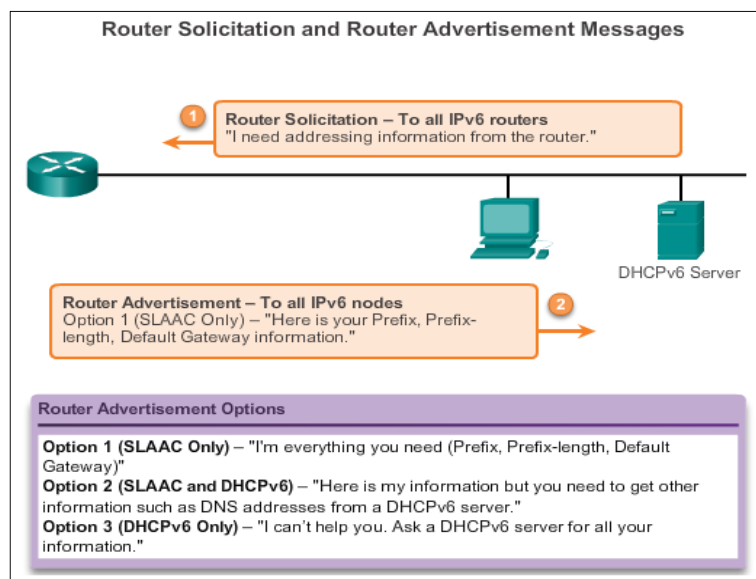 Router Solicitation and Router Advertisement Messages
1
Router Solicitation – To all IPv6 routers
"I need addressing information from the router."
DHCPv6 Server
Router Advertisement – To all IPv6 nodes
Option 1 (SLAAC Only) – "Here is your Prefix, Prefix-
length, Default Gateway information."
2
Router Advertisement Options
Option 1 (SLAAC Only) – "I'm everything you need (Prefix, Prefix-length, Default
Gateway)"
Option 2 (SLAAC and DHCPv6) – "Here is my information but you need to get other
information such as DNS addresses from a DHCPv6 server."
Option 3 (DHCPv6 Only) – "I can't help you. Ask a DHCPv6 server for all your
information."